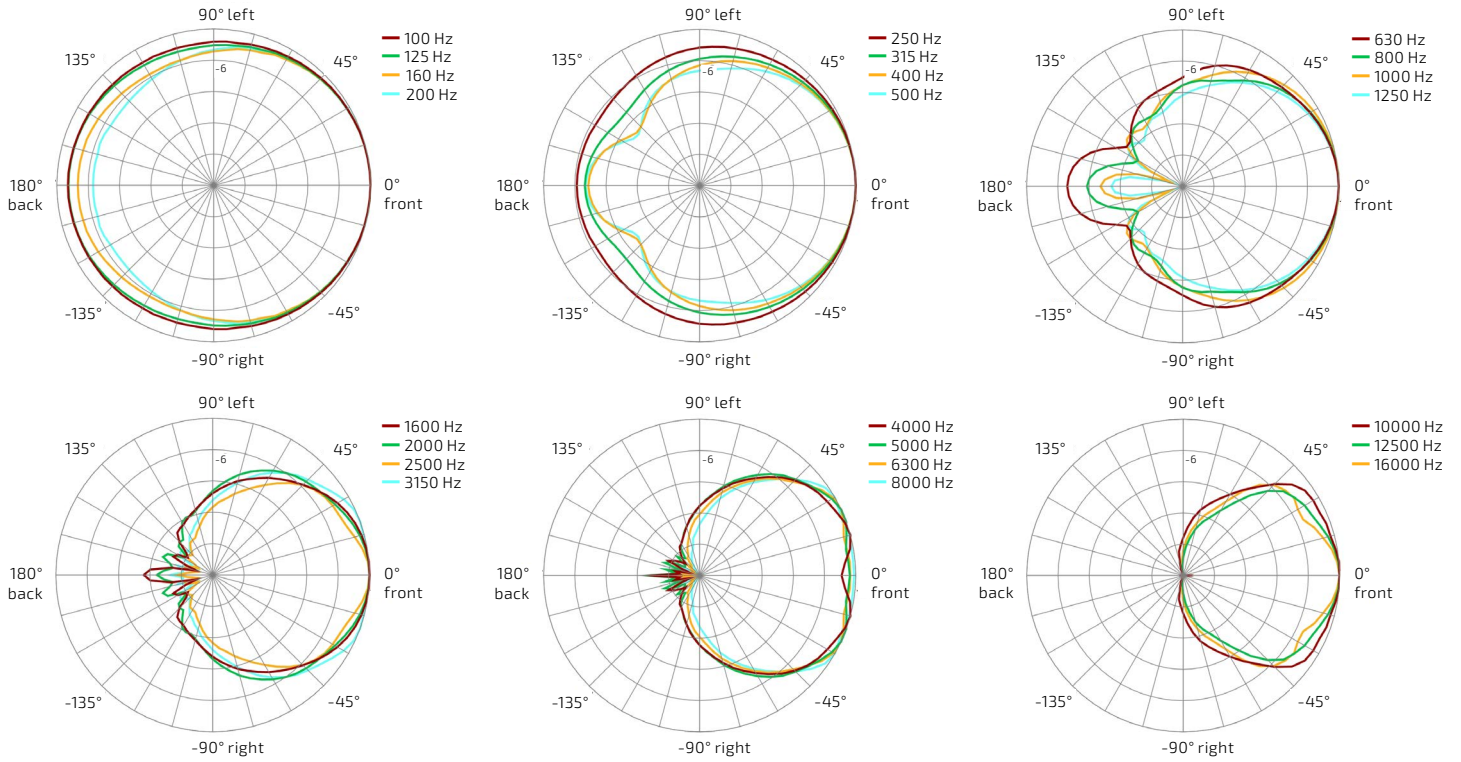 90° left
135°
45°
-6
180°
back
0°
front
-135°
-45°
-90° right
100 Hz
125 Hz
160 Hz
200 Hz
90° left
135°
45°
-6
180°
back
0°
front
-135°
-45°
-90° right
250 Hz
315 Hz
400 Hz
500 Hz
90° left
135°
45°
-6
180°
back
0°
front
-135°
-45°
-90° right
630 Hz
800 Hz
1000 Hz
1250 Hz
90° left
135°
45°
-6
180°
back
0°
front
-135°
-45°
-90° right
1600 Hz
2000 Hz
2500 Hz
3150 Hz
90° left
135°
45°
-6
180°
back
0°
front
-135°
-45°
-90° right
4000 Hz
5000 Hz
6300 Hz
8000 Hz
90° left
135°
45°
-6
180°
back
0°
front
-135°
-45°
-90° right
10000 Hz
12500 Hz
16000 Hz